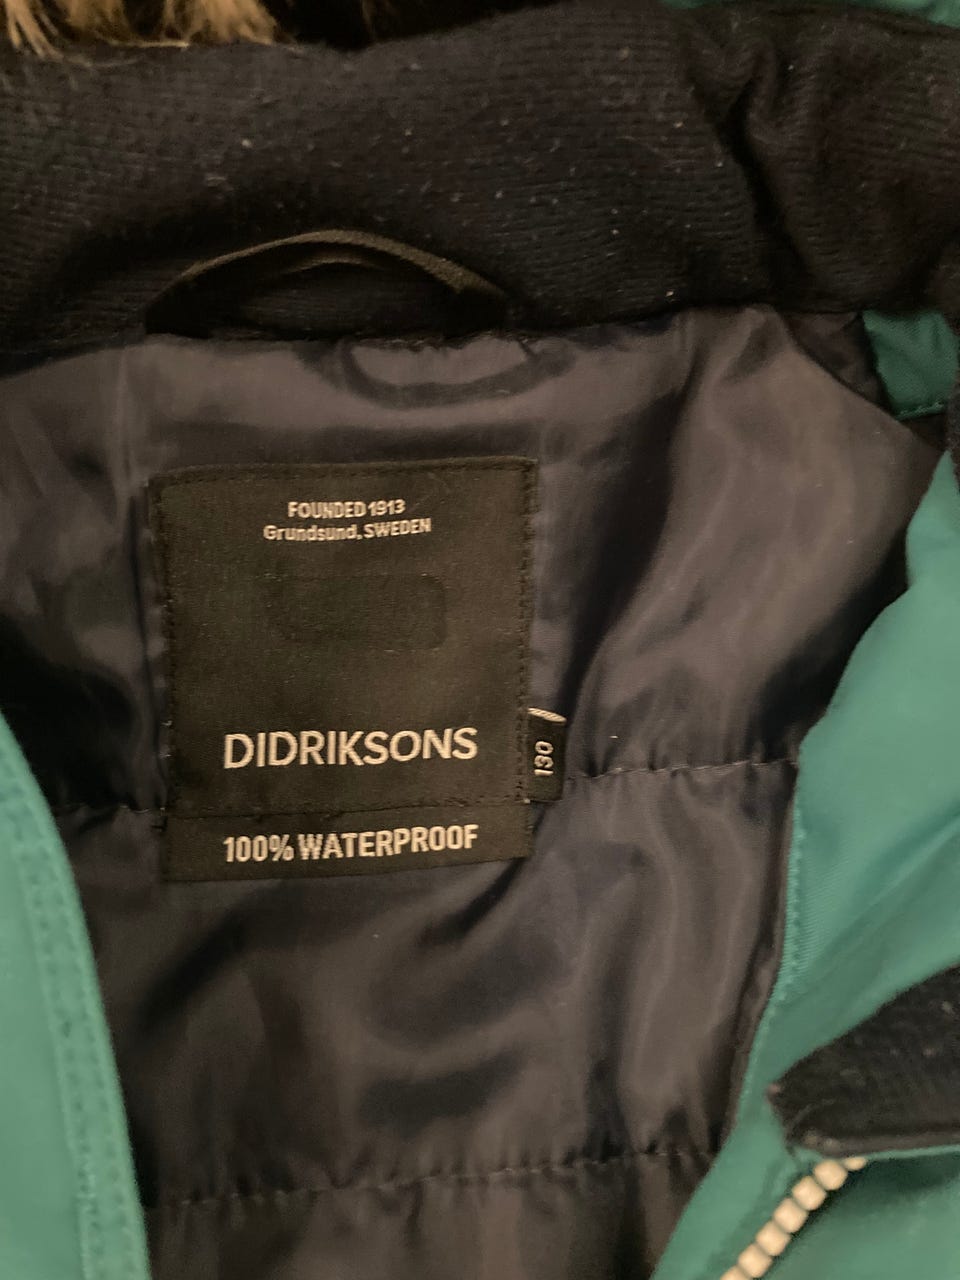 FOUNDED 1913
Grundsund, SWEDEN
DIDRIKSONS
130
100% WATERPROOF